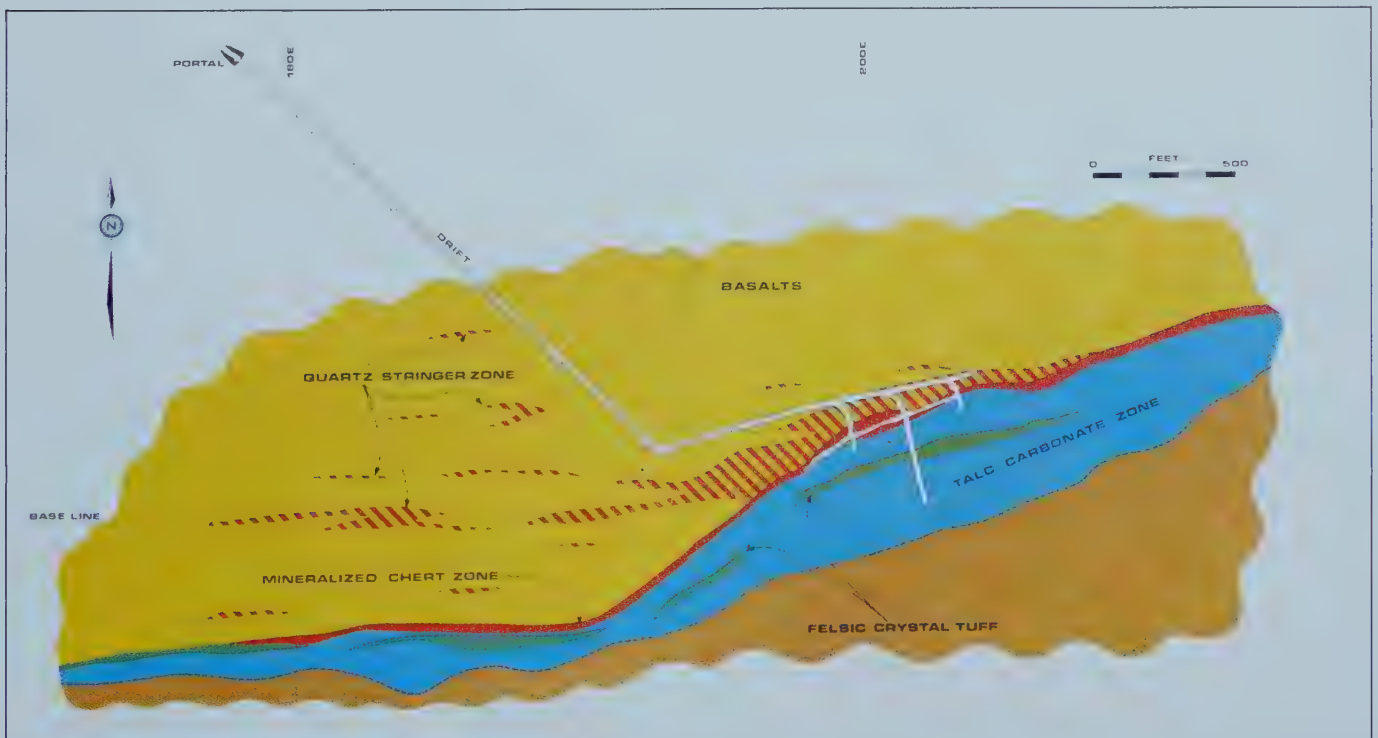 PORTAL
180E
200E
0 FEET 500
N
DRIFT
BASALTS
QUARTZ STRINGER ZONE
TALC CARBONATE ZONE
BASE LINE
MINERALIZED CHERT ZONE
FELSIC CRYSTAL TUFF